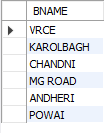 BNAME
VRCE
KAROLBAGH
CHANDNI
MG ROAD
ANDHERI
POWAI